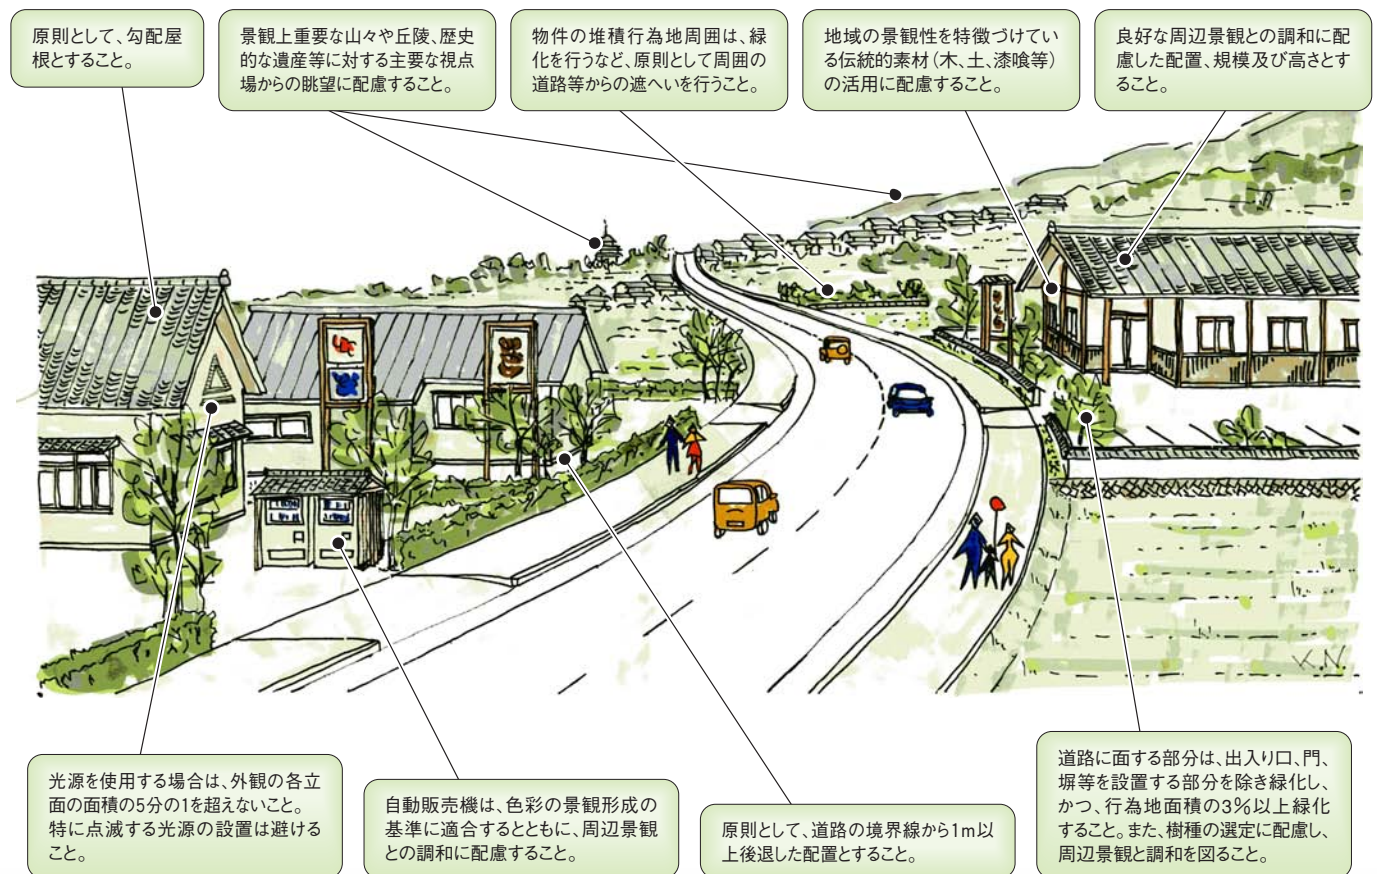 原則として、勾配屋
根とすること。
景観上重要な山々や丘陵、歴史
的な遺産等に対する主要な視点
場からの眺望に配慮すること。
物件の堆積行為地周囲は、緑
化を行うなど、原則として周囲の
道路等からの遮へいを行うこと。
地域の景観性を特徴づけてい
る伝統的素材(木、土、漆喰等)
の活用に配慮すること。
良好な周辺景観との調和に配
慮した配置、規模及び高さとす
ること。
K.N.
光源を使用する場合は、外観の各立
面の面積の5分の1を超えないこと。
特に点滅する光源の設置は避ける
こと。
自動販売機は、色彩の景観形成の
基準に適合するとともに、周辺景観
との調和に配慮すること。
原則として、道路の境界線から1m以
上後退した配置とすること。
道路に面する部分は、出入り口、門、
塀等を設置する部分を除き緑化し、
かつ、行為地面積の3%以上緑化
すること。また、樹種の選定に配慮し、
周辺景観と調和を図ること。